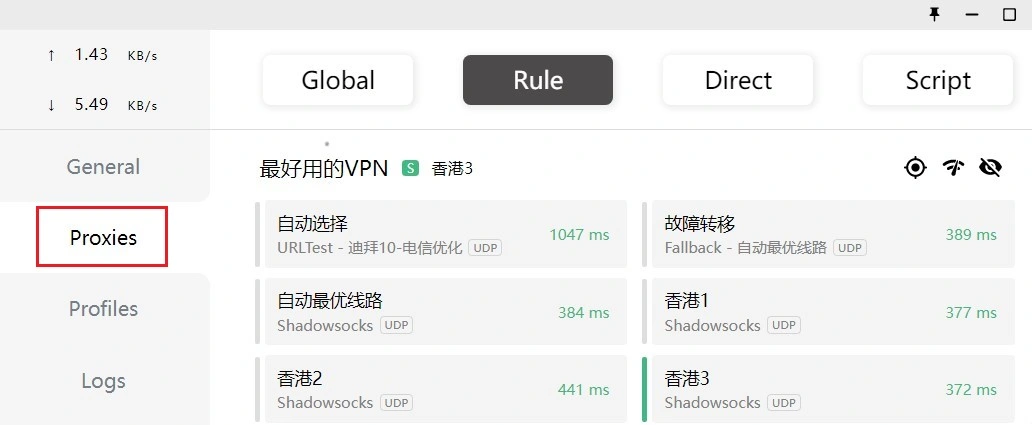 ↑ 1.43 KB/s
↓ 5.49 KB/s
Global Rule Direct Script
General
Proxies
Profiles
Logs
最好用的VPN S 香港3
自动选择
URLTest - 迪拜10-电信优化 UDP
1047 ms
故障转移
Fallback - 自动最优线路 UDP
389 ms
自动最优线路
Shadowsocks UDP
384 ms
香港1
Shadowsocks UDP
377 ms
香港2
Shadowsocks UDP
441 ms
香港3
Shadowsocks UDP
372 ms